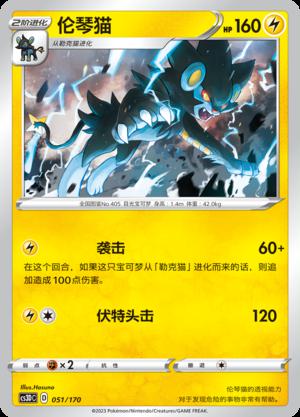 2阶进化
伦琴猫
HP 160
从勒克猫进化
全国图鉴No.405 目光宝可梦 身高：1.4m 体重：42.0kg
袭击 60+
在这个回合，如果这只宝可梦从「勒克猫」进化而来的话，则追
加造成100点伤害。
伏特头击 120
弱点 ×2 抗性 撤退
Illus.Hasuno
CS3D C D 051/170
伦琴猫有透视能力。
对于发现危险的事物非常有帮助。
©2023 Pokémon/Nintendo/Creatures/GAME FREAK.